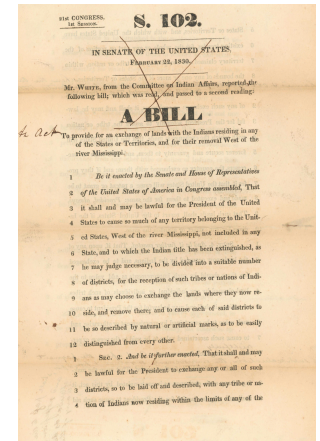 21st CONGRESS,
1st Session.
S. 102.
IN SENATE OF THE UNITED STATES,
February 22, 1830.
Mr. White, from the Committee on Indian Affairs, reported the
following bill; which was read, and passed to a second reading:
A BILL
Act
To provide for an exchange of lands with the Indians residing in any
of the States or Territories, and for their removal West of the
river Mississippi.
1 Be it enacted by the Senate and House of Representatives
2 of the United States of America in Congress assembled, That
3 it shall and may be lawful for the President of the United
4 States to cause so much of any territory belonging to the Unit-
5 ed States, West of the river Mississippi, not included in any
6 State, and to which the Indian title has been extinguished, as
7 he may judge necessary, to be divided into a suitable number
8 of districts, for the reception of such tribes or nations of Indi-
9 ans as may choose to exchange the lands where they now re-
10 side, and remove there; and to cause each of said districts to
11 be so described by natural or artificial marks, as to be easily
12 distinguished from every other.
1 Sec. 2. And be it further enacted, That it shall and may
2 be lawful for the President to exchange any or all of such
3 districts, so to be laid off and described, with any tribe or na-
4 tion of Indians now residing within the limits of any of the